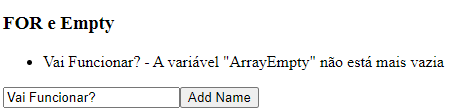 FOR e Empty
Vai Funcionar? - A variável "ArrayEmpty" não está mais vazia
Vai Funcionar? Add Name